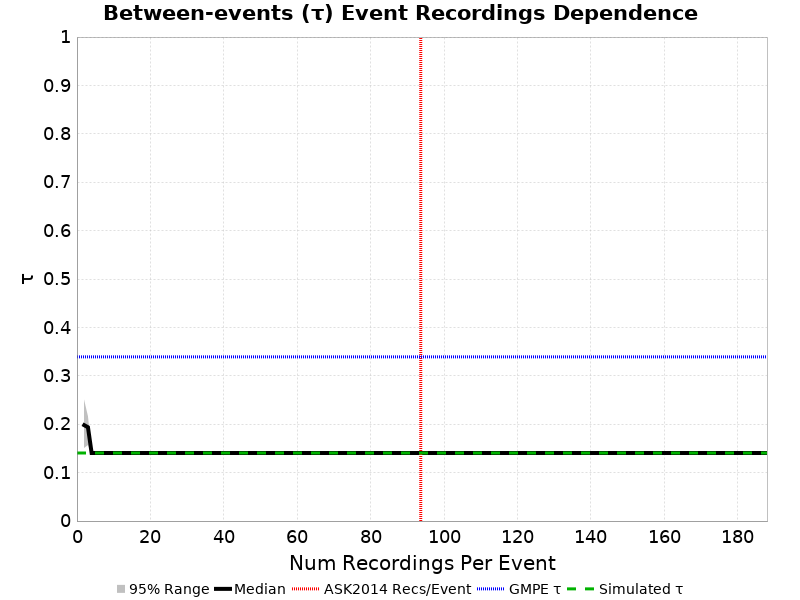 Between-events (τ) Event Recordings Dependence
1
0.9
0.8
0.7
0.6
0.5
0.4
0.3
0.2
0.1
0
τ
0 20 40 60 80 100 120 140 160 180
Num Recordings Per Event
95% Range Median ASK2014 Recs/Event GMPE τ Simulated τ